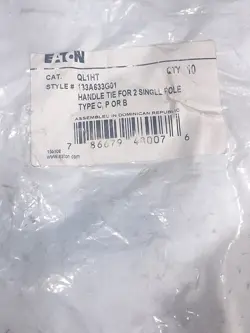 EATON
CAT. QL1HT QTY 10
STYLE # 133A633G01
HANDLE TIE FOR 2 SINGLE POLE
TYPE C, P OR B
ASSEMBLED IN DOMINICAN REPUBLIC
7 86679 40007 6
www.eaton.com